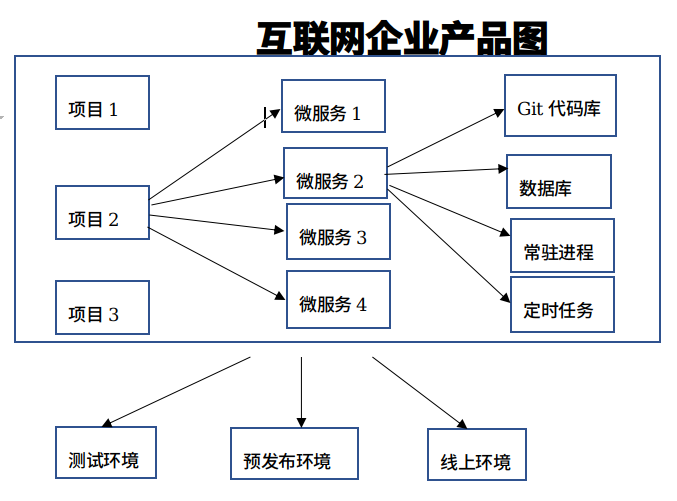 互联网企业产品图
项目 1
微服务 1
Git 代码库
微服务 2
数据库
项目 2
微服务 3
常驻进程
项目 3
微服务 4
定时任务
测试环境
预发布环境
线上环境